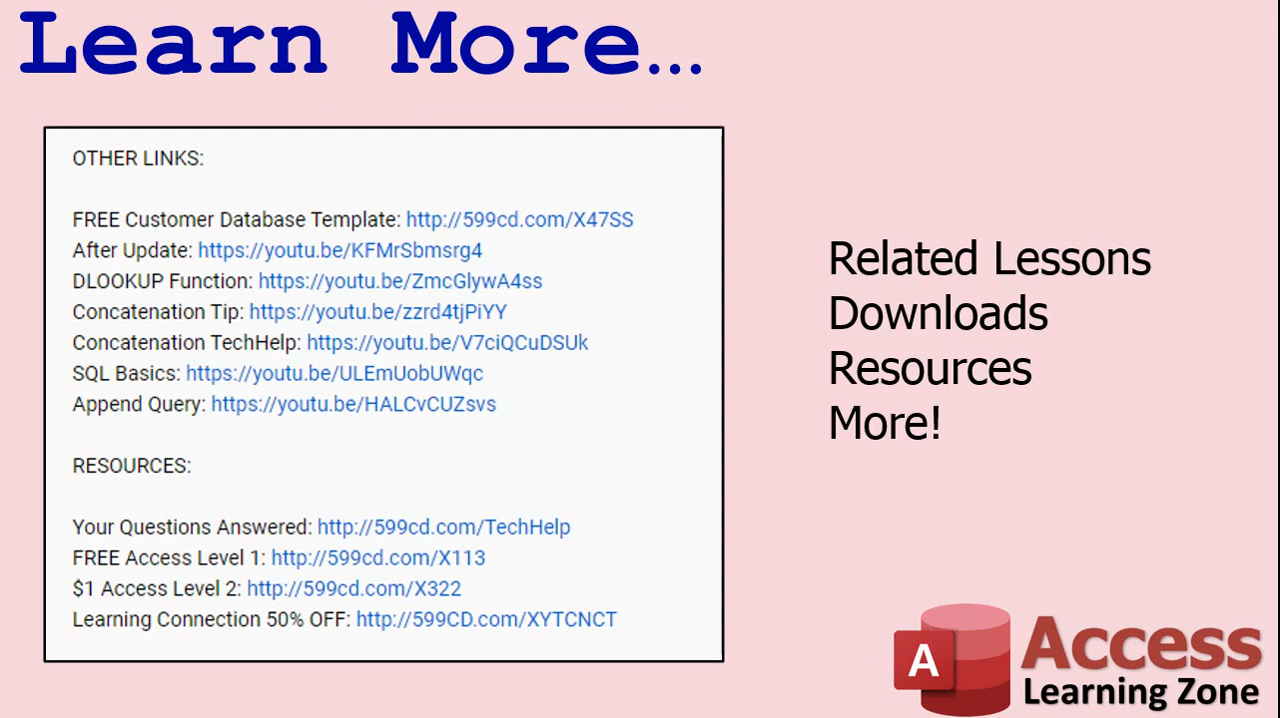 Learn More...
OTHER LINKS:
FREE Customer Database Template: http://599cd.com/X47SS
After Update: https://youtu.be/KFMrSbmsrg4
DLOOKUP Function: https://youtu.be/ZmcGlywA4ss
Concatenation Tip: https://youtu.be/zzrd4tjPiYY
Concatenation TechHelp: https://youtu.be/V7ciQCuDSUk
SQL Basics: https://youtu.be/ULEmUobUWqc
Append Query: https://youtu.be/HALCvCUZsvs
RESOURCES:
Your Questions Answered: http://599cd.com/TechHelp
FREE Access Level 1: http://599cd.com/X113
$1 Access Level 2: http://599cd.com/X322
Learning Connection 50% OFF: http://599CD.com/XYTCNCT
Related Lessons
Downloads
Resources
More!
A
Access
Learning Zone